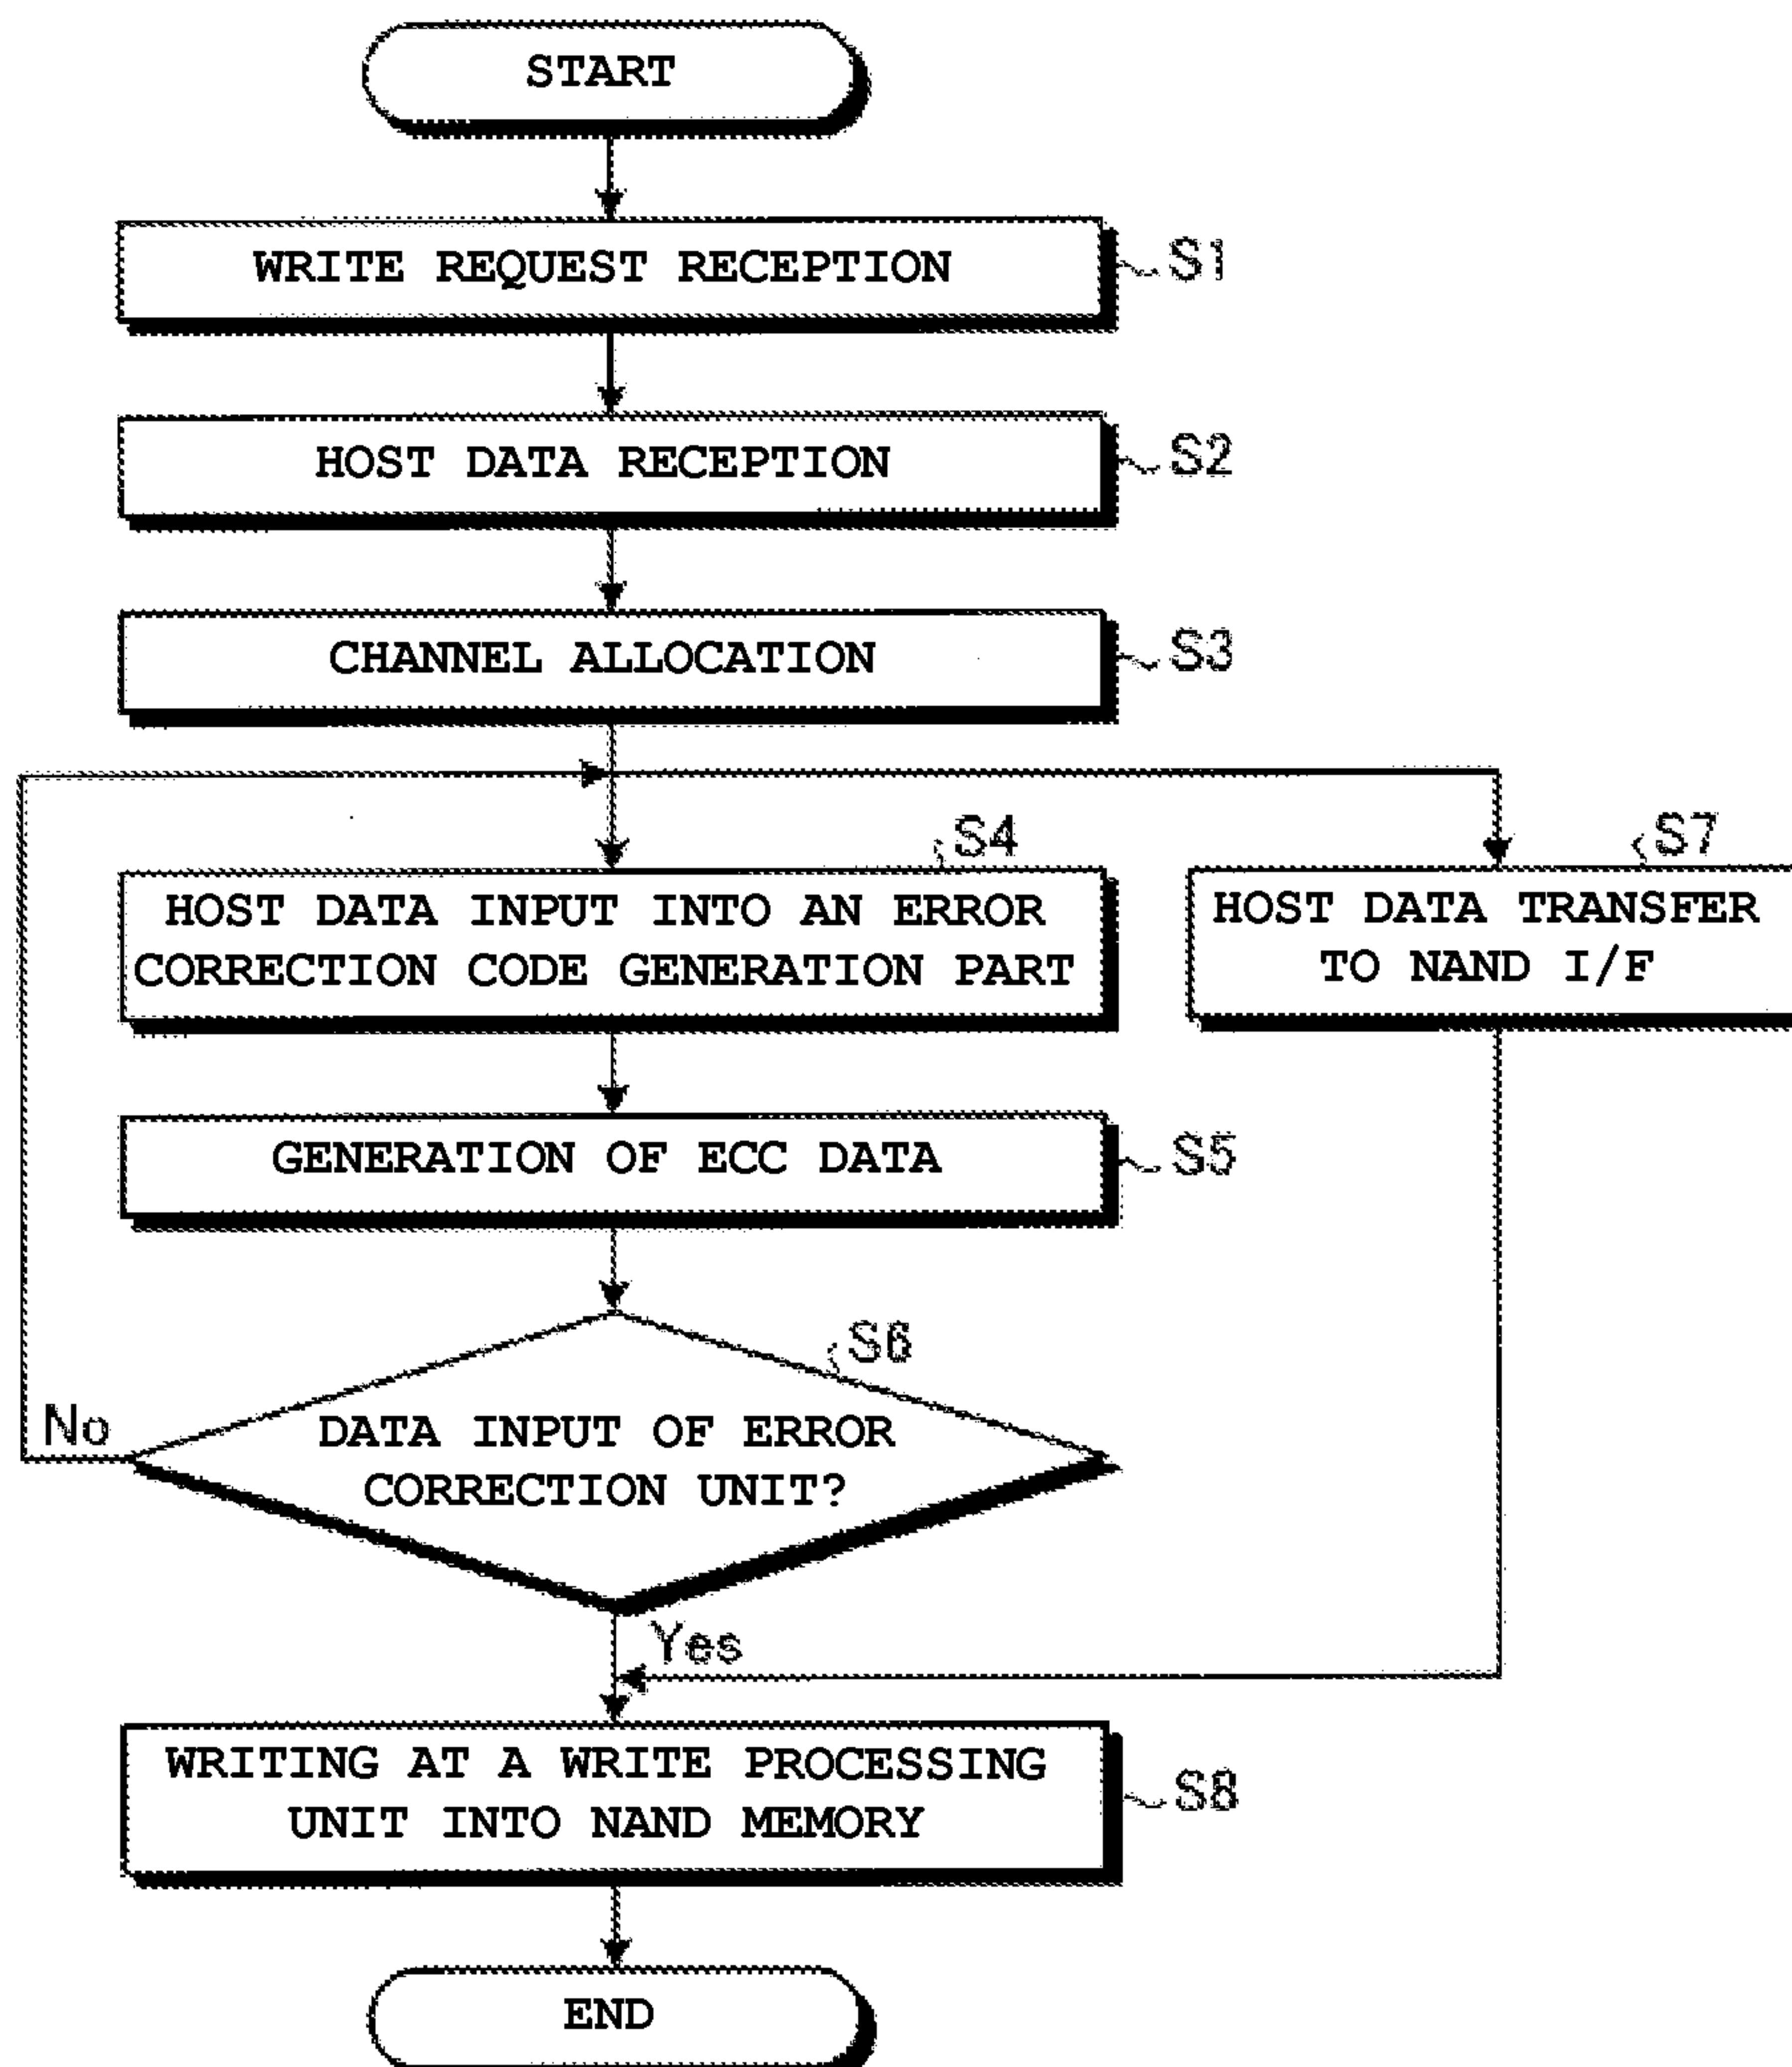 START
WRITE REQUEST RECEPTION
S1
HOST DATA RECEPTION
S2
CHANNEL ALLOCATION
S3
S4
HOST DATA INPUT INTO AN ERROR
CORRECTION CODE GENERATION PART
S7
HOST DATA TRANSFER
TO NAND I/F
GENERATION OF ECC DATA
S5
S6
DATA INPUT OF ERROR
CORRECTION UNIT?
No
Yes
WRITING AT A WRITE PROCESSING
UNIT INTO NAND MEMORY
S8
END